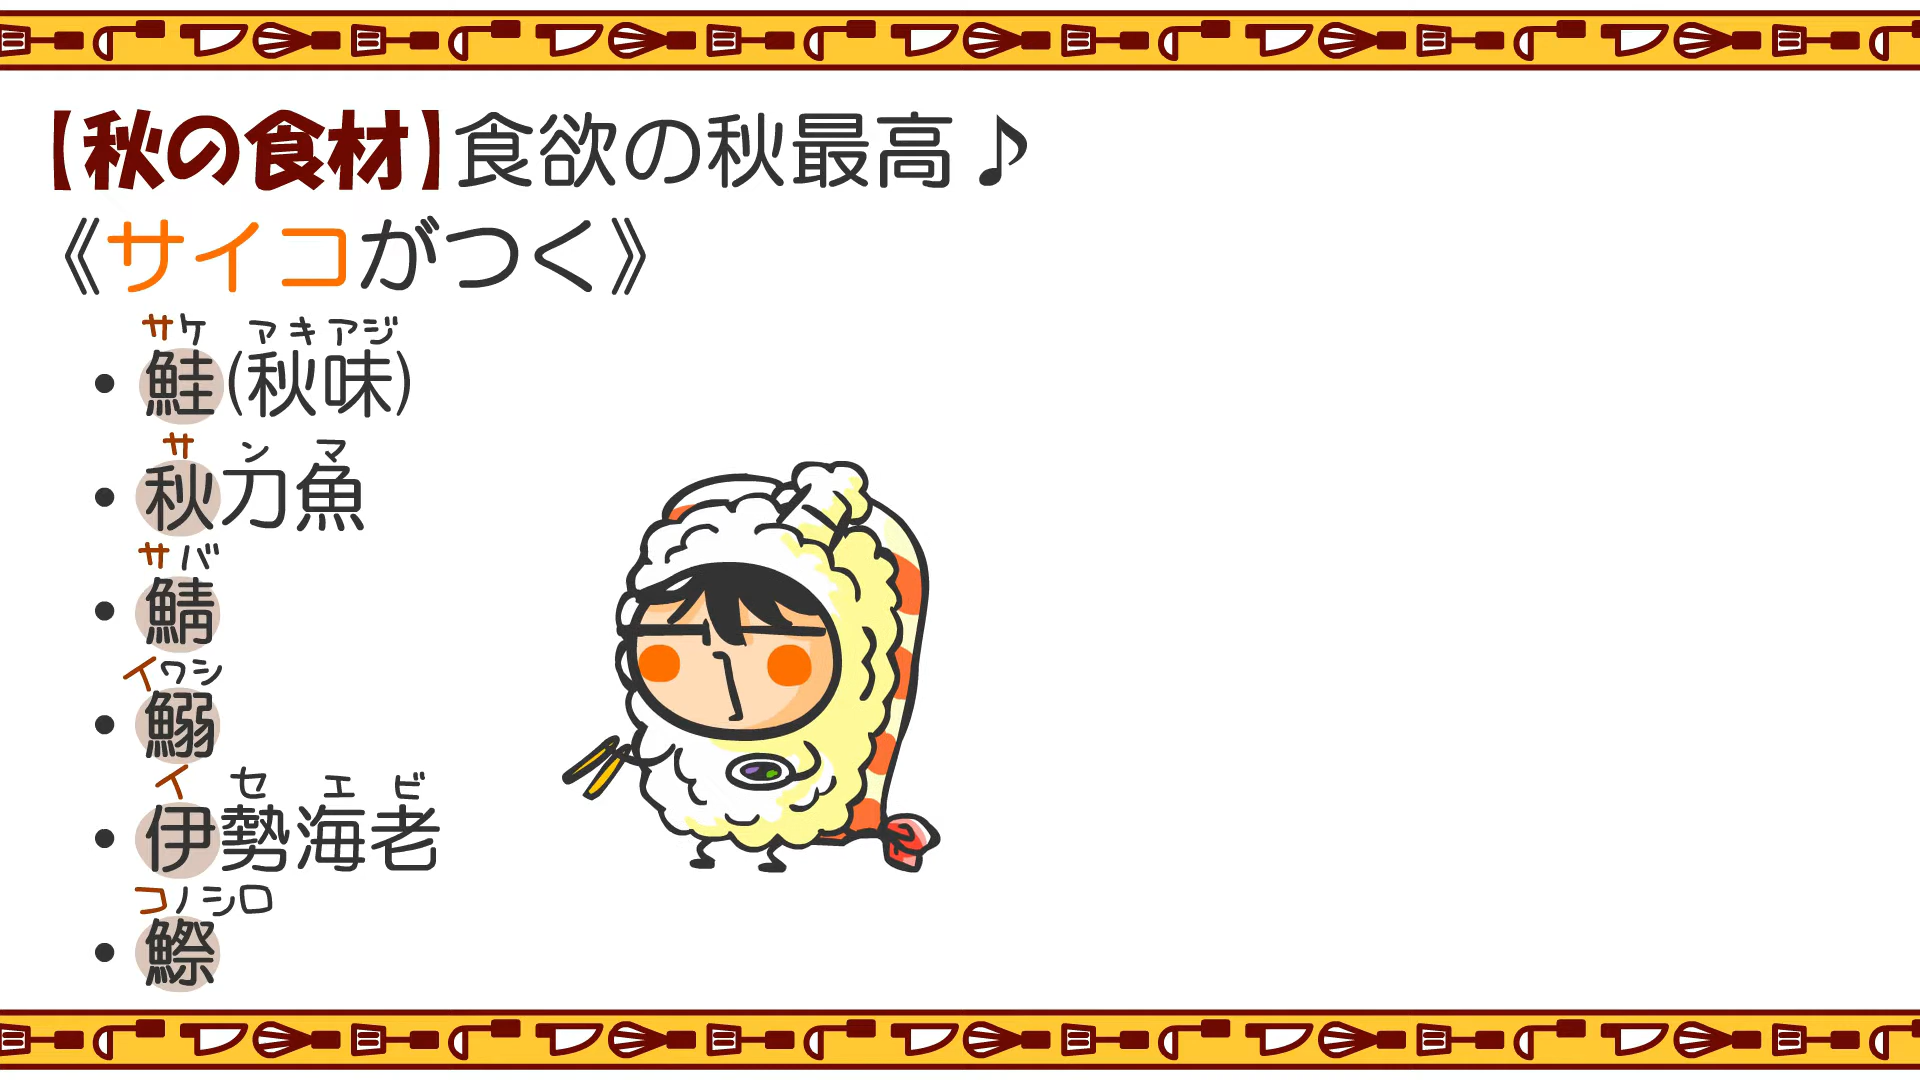 【秋の食材】食欲の秋最高♪
《サイコがつく》
サケ アキアジ
• 鮭(秋味)
サンマ
• 秋刀魚
サバ
• 鯖
イワシ
• 鰯
イセエビ
• 伊勢海老
コノシロ
• 鰶